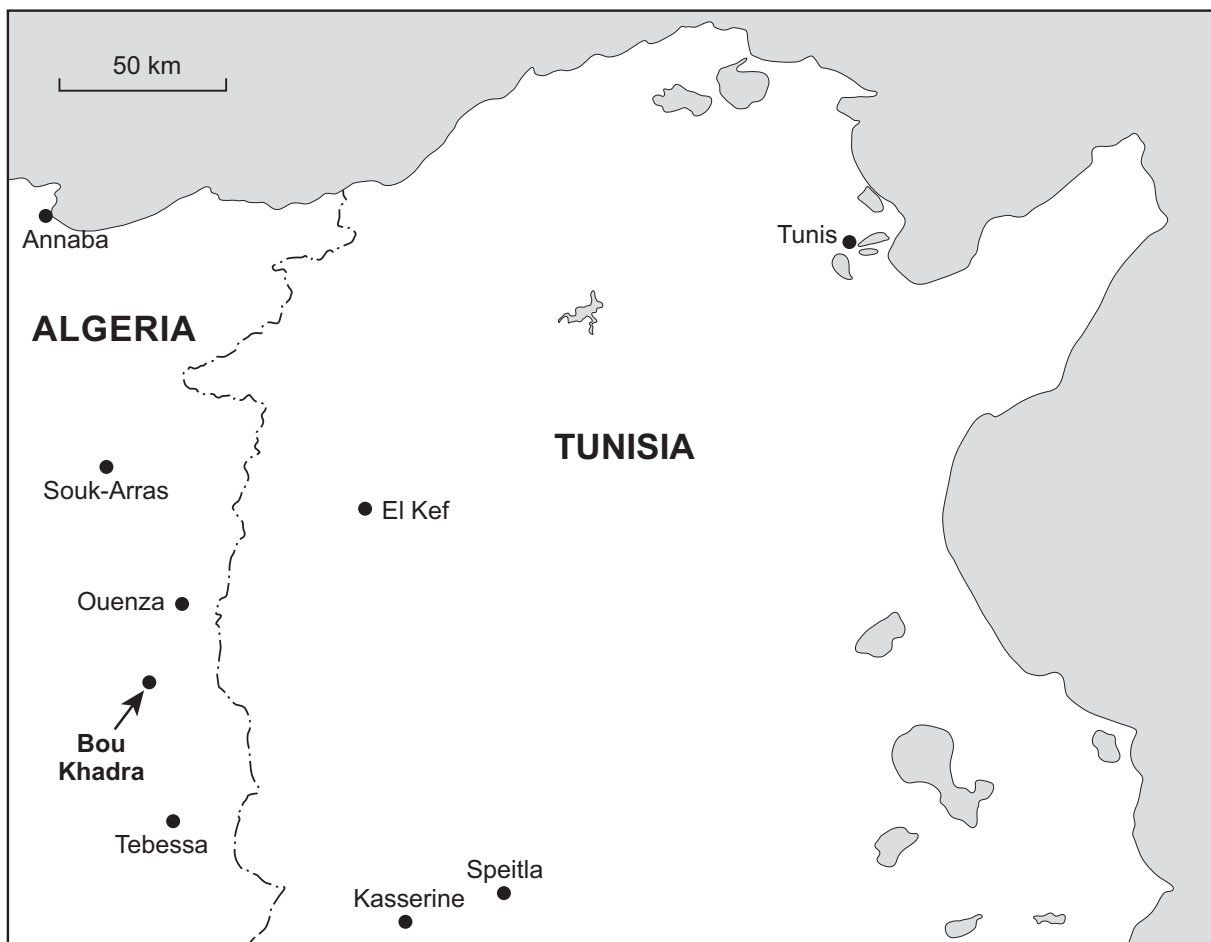 50 km
Tunis
Annaba
ALGERIA
TUNISIA
Souk-Arras
El Kef
Ouenza
Bou
Khadra
Tebessa
Speitla
Kasserine